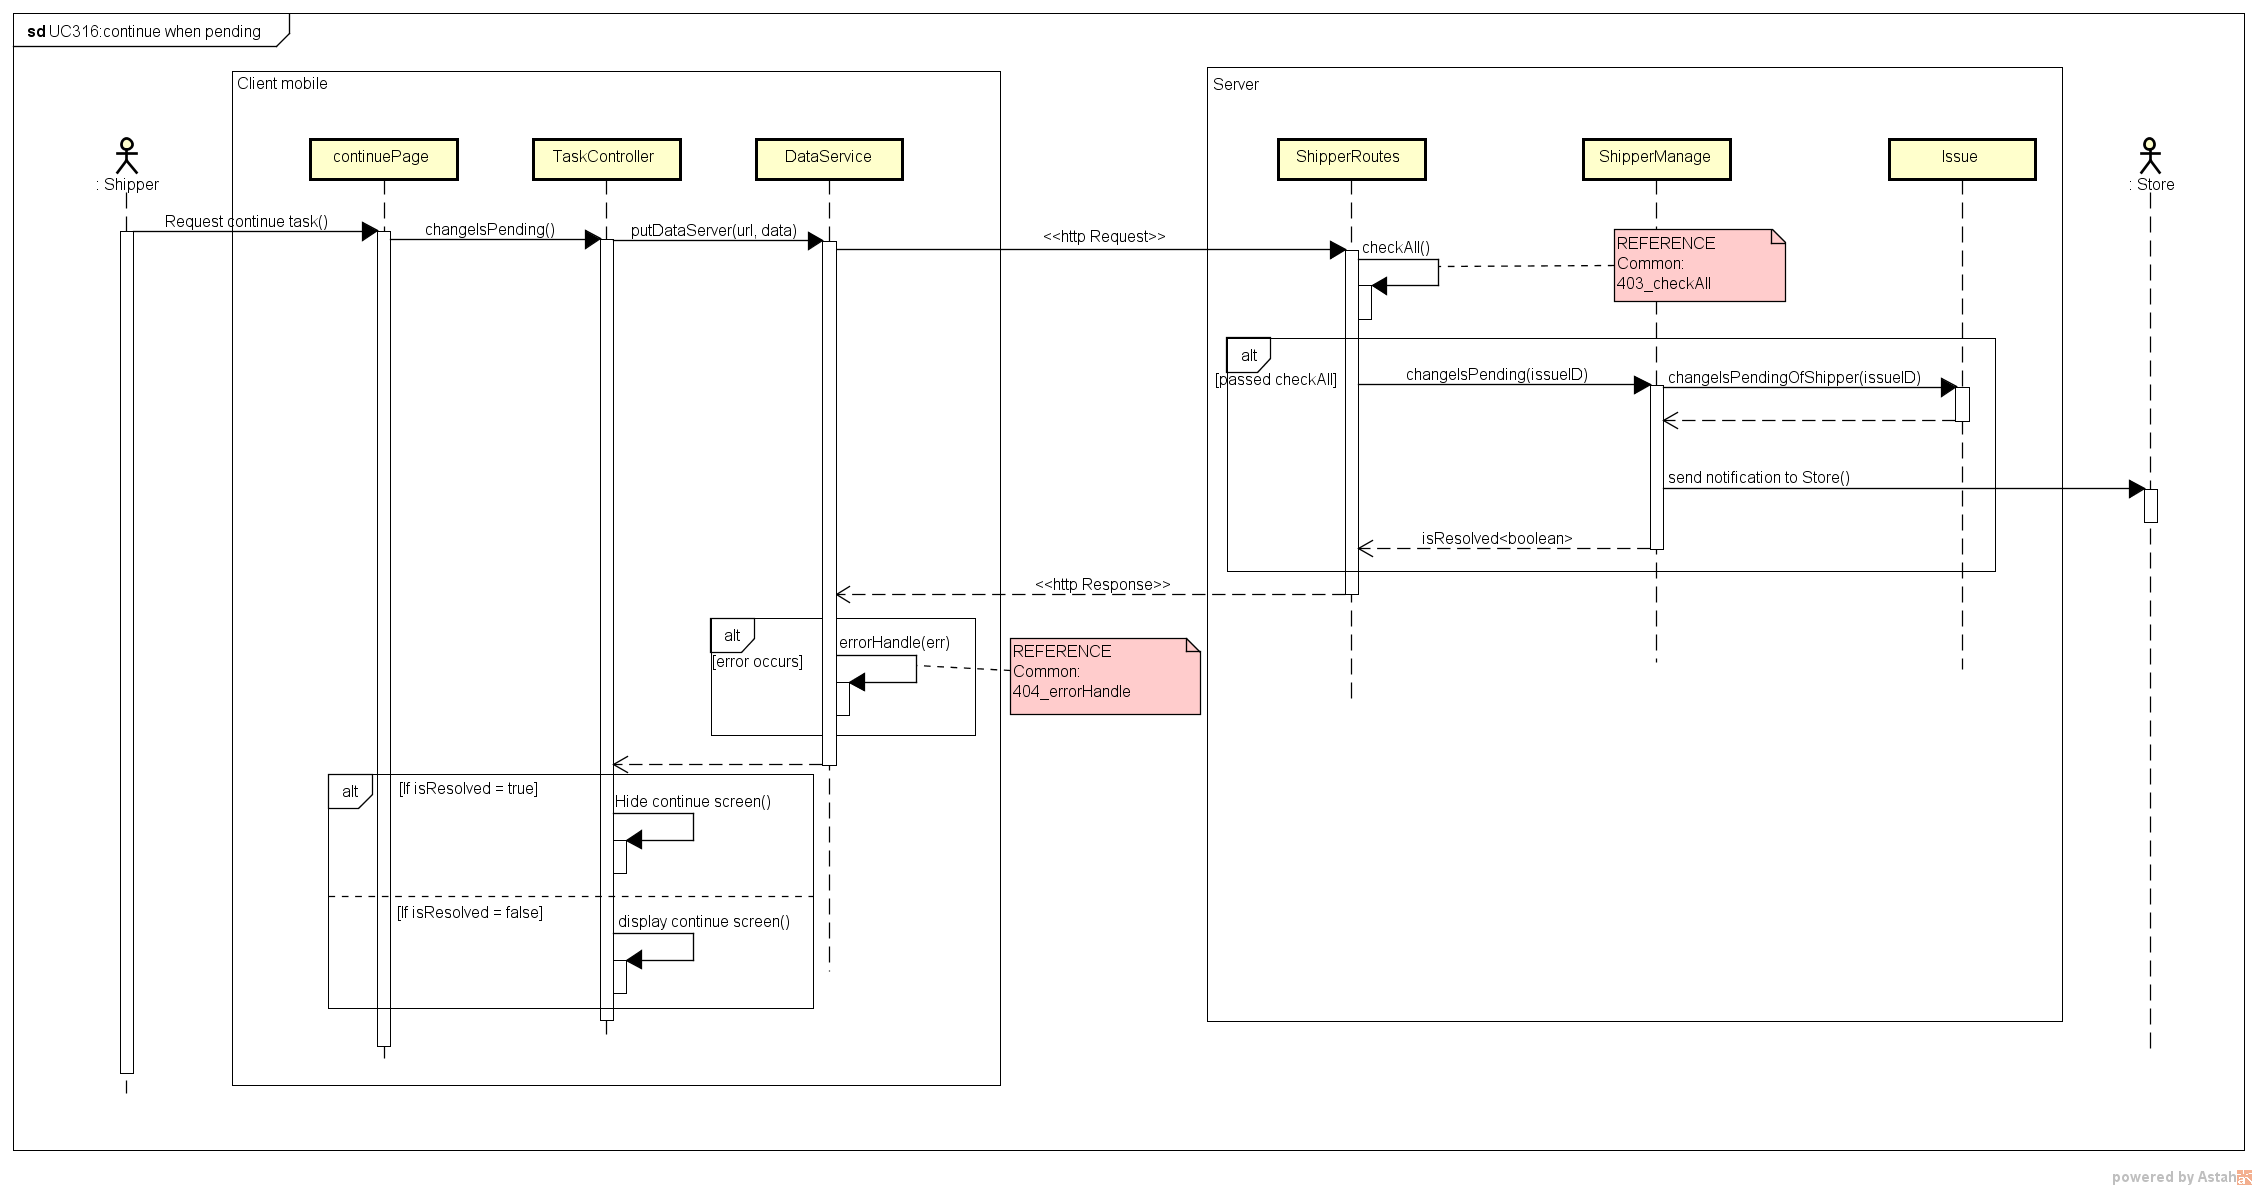 sd UC316:continue when pending
Client mobile
Server
: Shipper
continuePage
TaskController
DataService
ShipperRoutes
ShipperManage
Issue
: Store
Request continue task()
changeIsPending()
putDataServer(url, data)
<<http Request>>
checkAll()
REFERENCE
Common:
403_checkAll
alt
[passed checkAll]
changeIsPending(issueID)
changeIsPendingOfShipper(issueID)
send notification to Store()
isResolved<boolean>
<<http Response>>
alt
[error occurs]
errorHandle(err)
REFERENCE
Common:
404_errorHandle
alt
[If isResolved = true]
Hide continue screen()
[If isResolved = false]
display continue screen()
powered by Astah